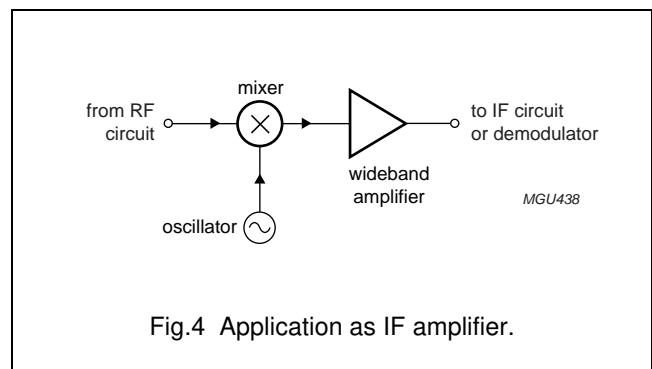 mixer
from RF
circuit
to IF circuit
or demodulator
wideband
amplifier
oscillator
MGU438
Fig.4 Application as IF amplifier.